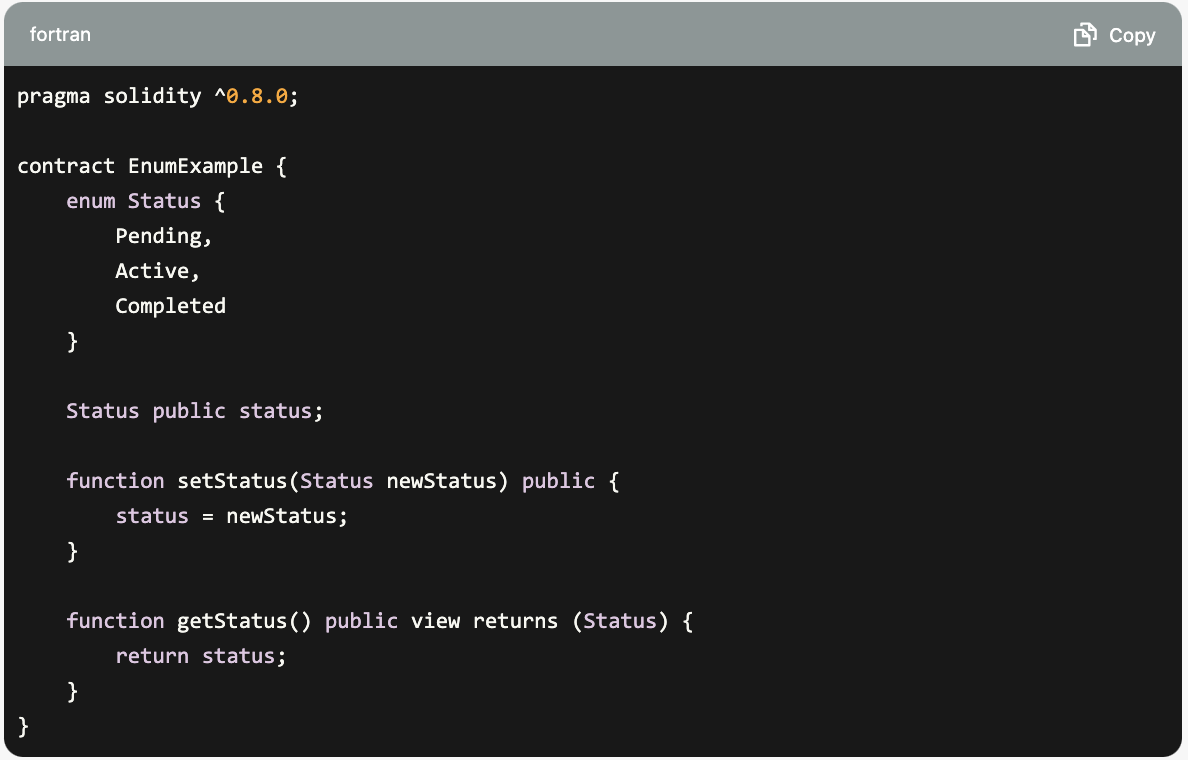 fortran
Copy
pragma solidity ^0.8.0;
contract EnumExample {
    enum Status {
        Pending,
        Active,
        Completed
    }
    Status public status;
    function setStatus(Status newStatus) public {
        status = newStatus;
    }
    function getStatus() public view returns (Status) {
        return status;
    }
}